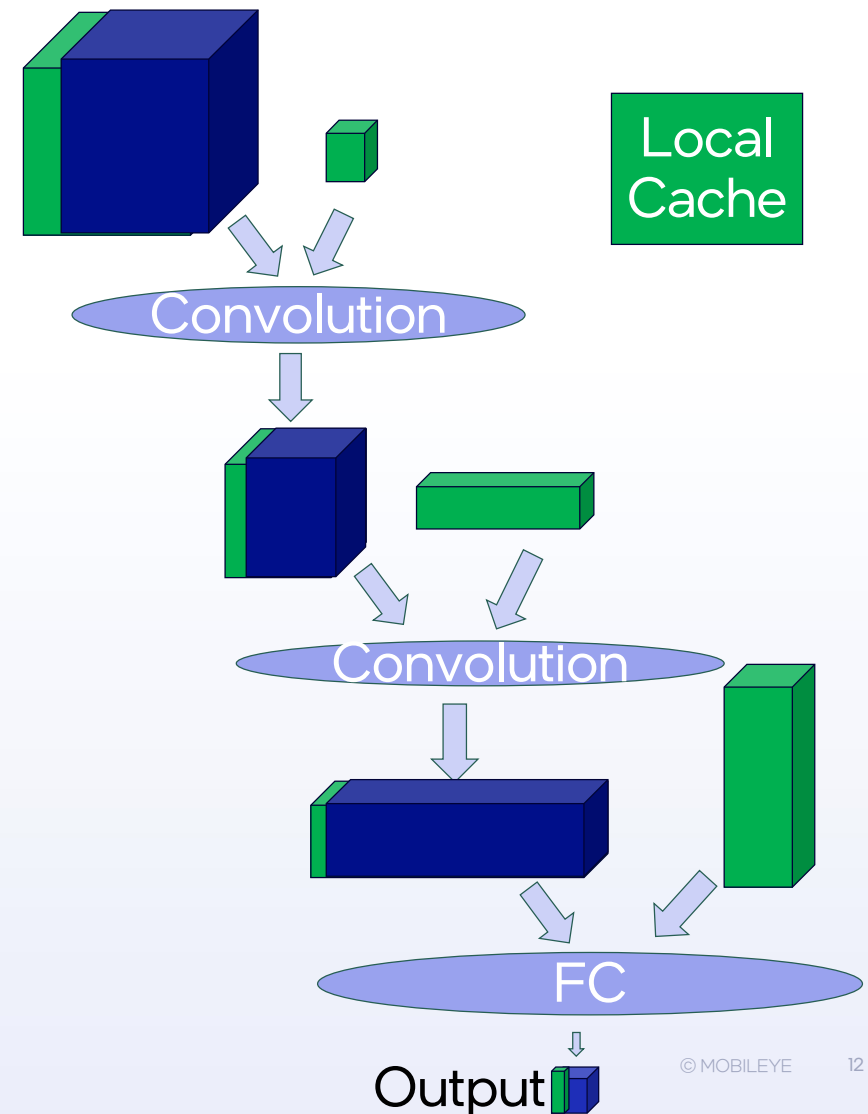 Local
Cache
Convolution
Convolution
FC
Output
© MOBILEYE 12